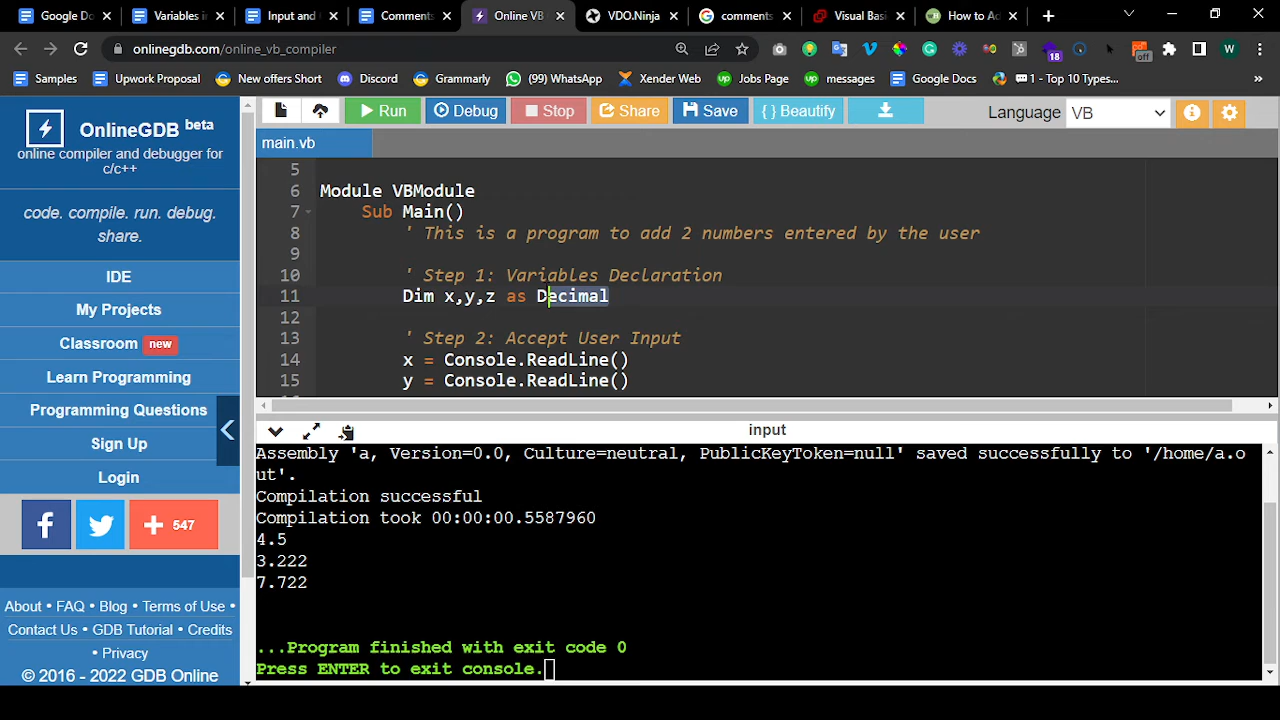 Google Do
Variables in
Input and
Comments
Online VB
VDO.Ninja
comments
Visual Basi
How to Ad
onlinegdb.com/online_vb_compiler
18
off
W
Samples
Upwork Proposal
New offers Short
Discord
Grammarly
(99) WhatsApp
Xender Web
Jobs Page
messages
Google Docs
1 - Top 10 Types...
»
OnlineGDB beta
online compiler and debugger for
c/c++
code. compile. run. debug.
share.
IDE
My Projects
Classroom new
Learn Programming
Programming Questions
Sign Up
Login
+ 547
About • FAQ • Blog • Terms of Use •
Contact Us • GDB Tutorial • Credits
• Privacy
© 2016 - 2022 GDB Online
Run
Debug
Stop
Share
Save
{ } Beautify
Language VB
main.vb
5
6 Module VBModule
7 Sub Main()
8 ' This is a program to add 2 numbers entered by the user
9
10 ' Step 1: Variables Declaration
11 Dim x,y,z as Decimal
12
13 ' Step 2: Accept User Input
14 x = Console.ReadLine()
15 y = Console.ReadLine()
input
Assembly 'a, Version=0.0, Culture=neutral, PublicKeyToken=null' saved successfully to '/home/a.o
ut'.
Compilation successful
Compilation took 00:00:00.5587960
4.5
3.222
7.722
...Program finished with exit code 0
Press ENTER to exit console.